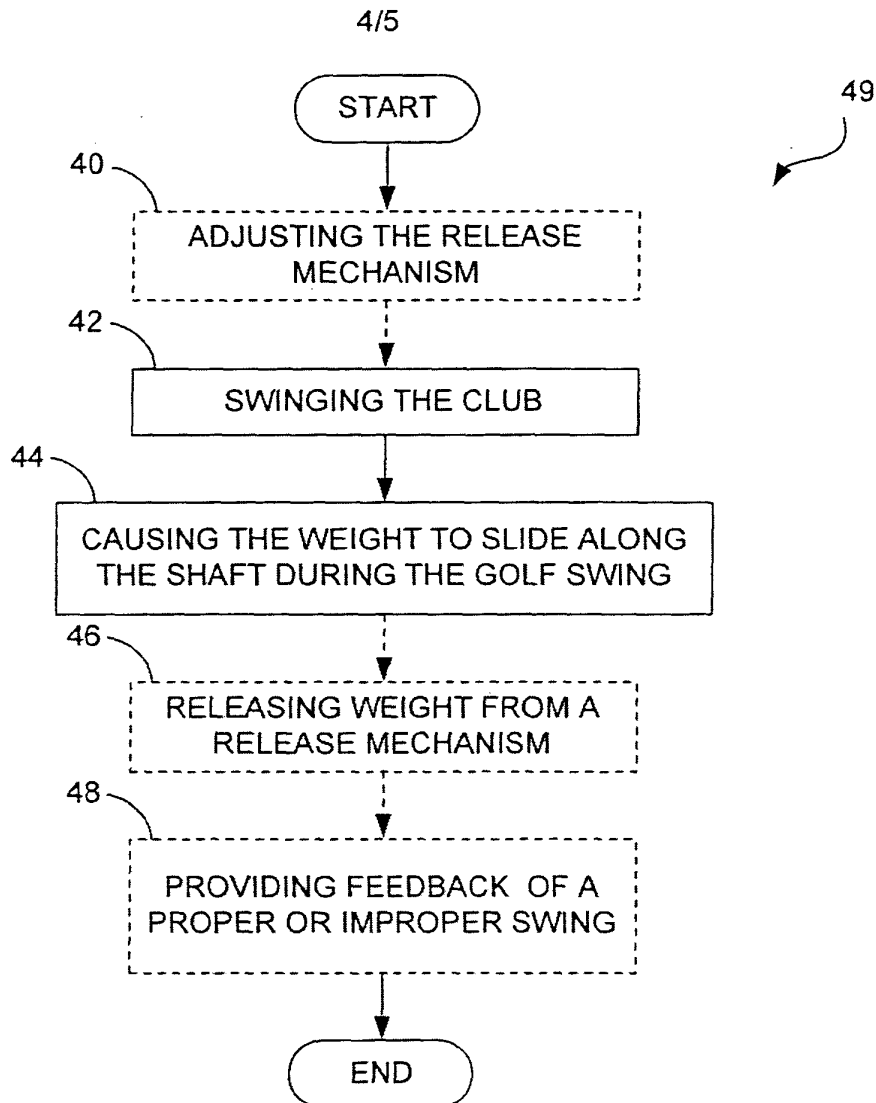 4/5
START
49
40
ADJUSTING THE RELEASE
MECHANISM
42
SWINGING THE CLUB
44
CAUSING THE WEIGHT TO SLIDE ALONG
THE SHAFT DURING THE GOLF SWING
46
RELEASING WEIGHT FROM A
RELEASE MECHANISM
48
PROVIDING FEEDBACK OF A
PROPER OR IMPROPER SWING
END